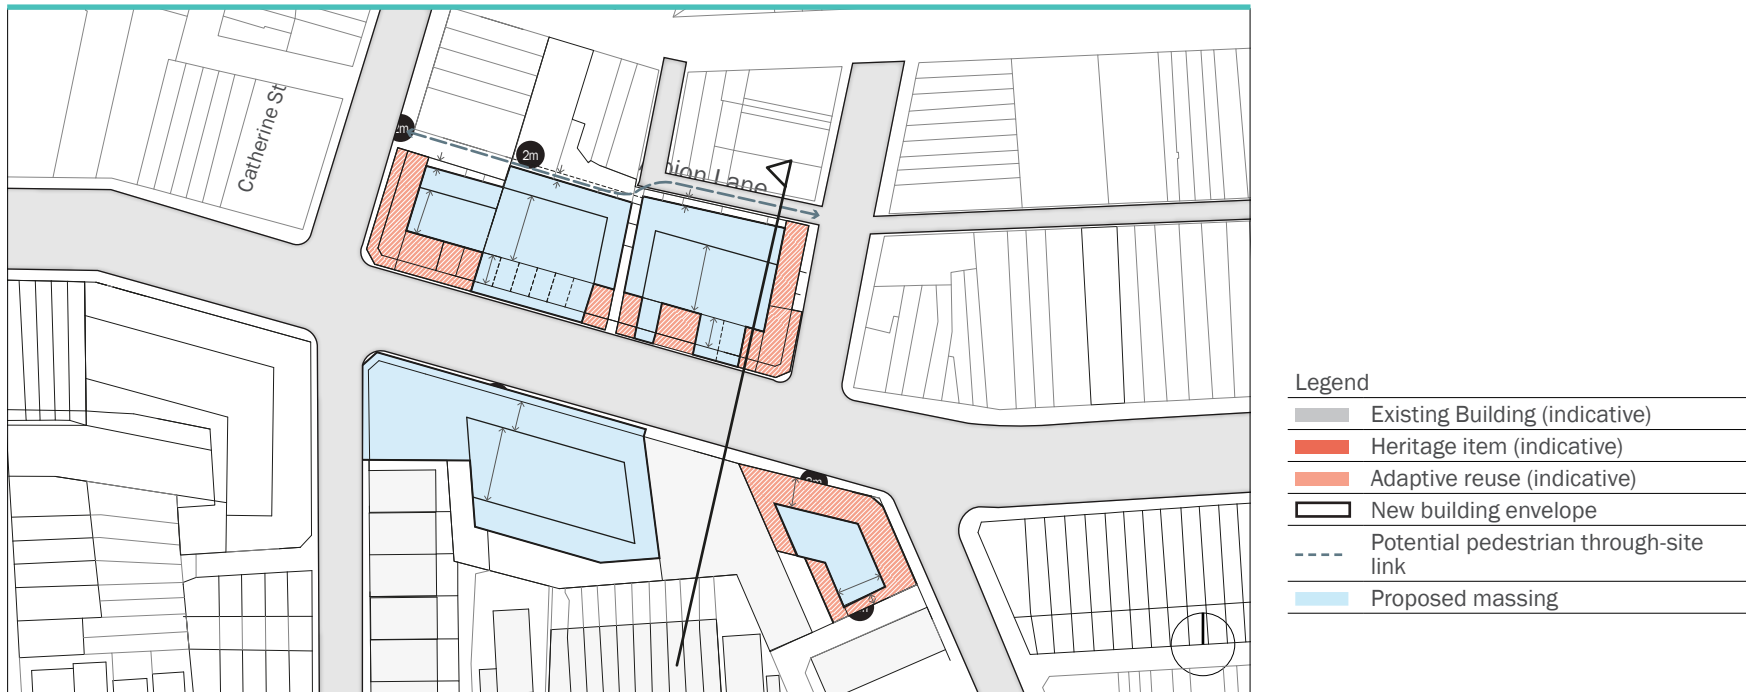 Catherine St
2m
2m
Lane
Legend
Existing Building (indicative)
Heritage item (indicative)
Adaptive reuse (indicative)
New building envelope
Potential pedestrian through-site
link
Proposed massing